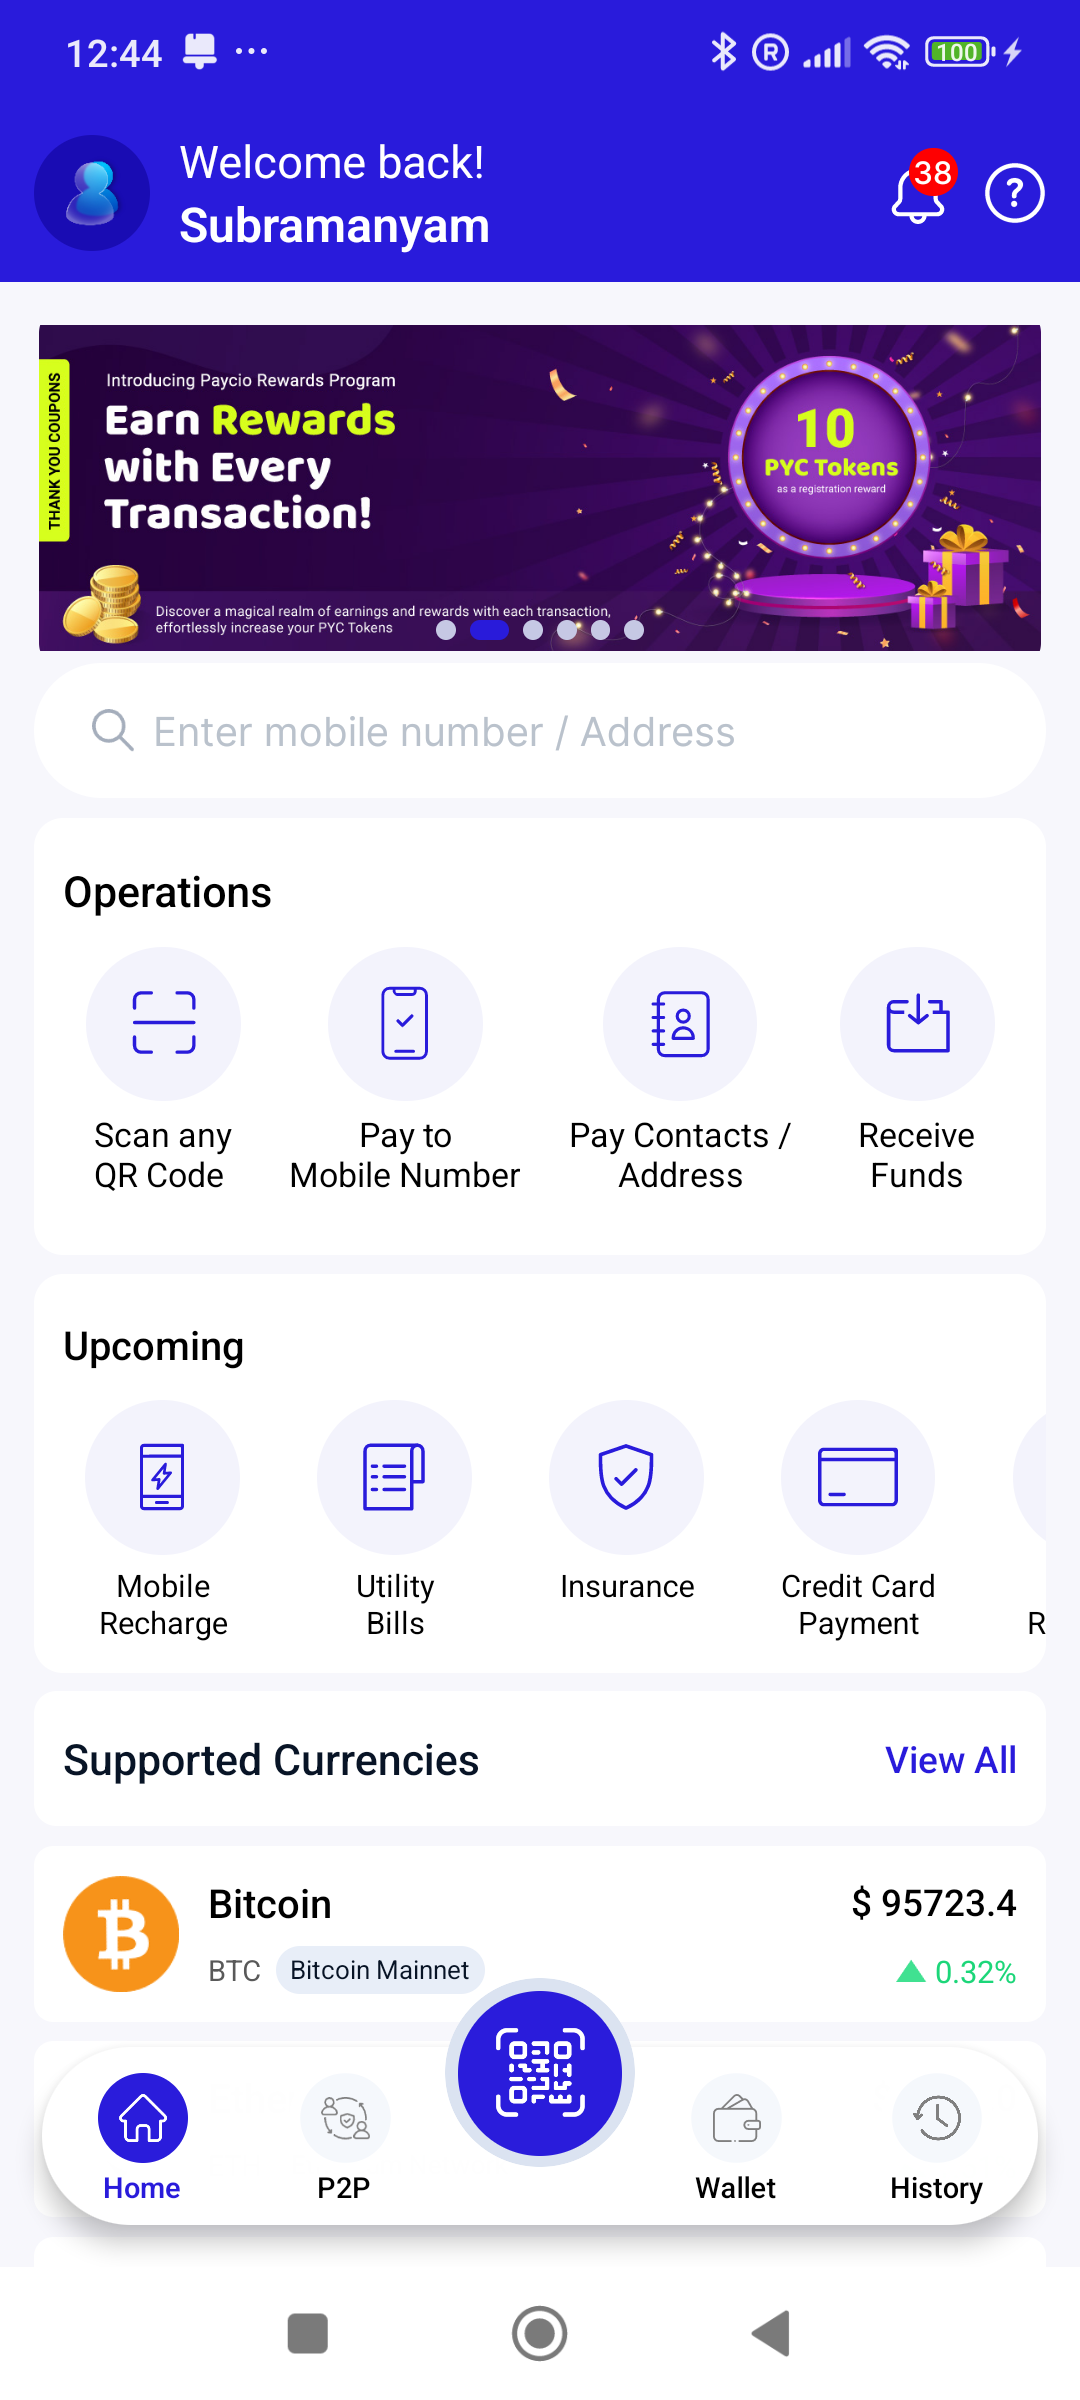 12:44
100
Welcome back!
Subramanyam
38
THANK YOU COUPONS
Introducing Paycio Rewards Program
Earn Rewards
with Every
Transaction!
10
PYC Tokens
as a registration reward
Discover a magical realm of earnings and rewards with each transaction,
effortlessly increase your PYC Tokens
Enter mobile number / Address
Operations
Scan any
QR Code
Pay to
Mobile Number
Pay Contacts /
Address
Receive
Funds
Upcoming
Mobile
Recharge
Utility
Bills
Insurance
Credit Card
Payment
R
Supported Currencies
View All
Bitcoin
$ 95723.4
BTC
Bitcoin Mainnet
0.32%
Home
P2P
Wallet
History